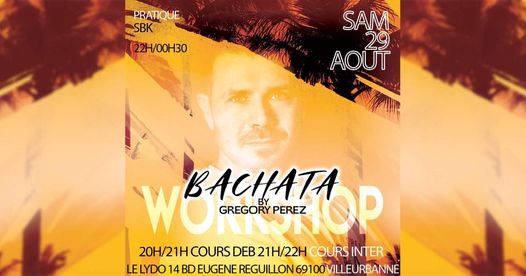 PRATIQUE
SBK
22H/00H30
SAM
29
AOUT
BACHATA
BY
GREGORY PEREZ
WORKSHOP
20H/21H COURS DEB 21H/22H COURS INTER
LE LYDO 14 BD EUGENE REGUILLON 69100 VILLEURBANNE